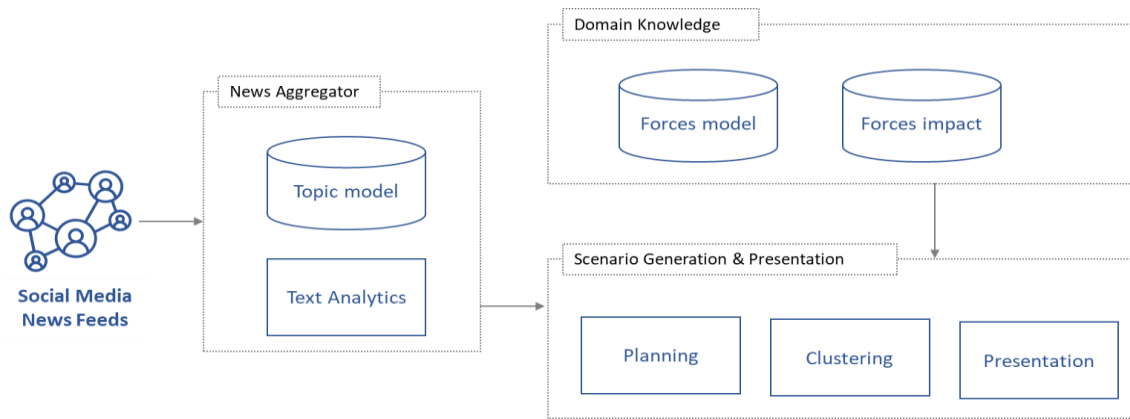 Domain Knowledge
Forces model
Forces impact
News Aggregator
Topic model
Text Analytics
Social Media
News Feeds
Scenario Generation & Presentation
Planning
Clustering
Presentation